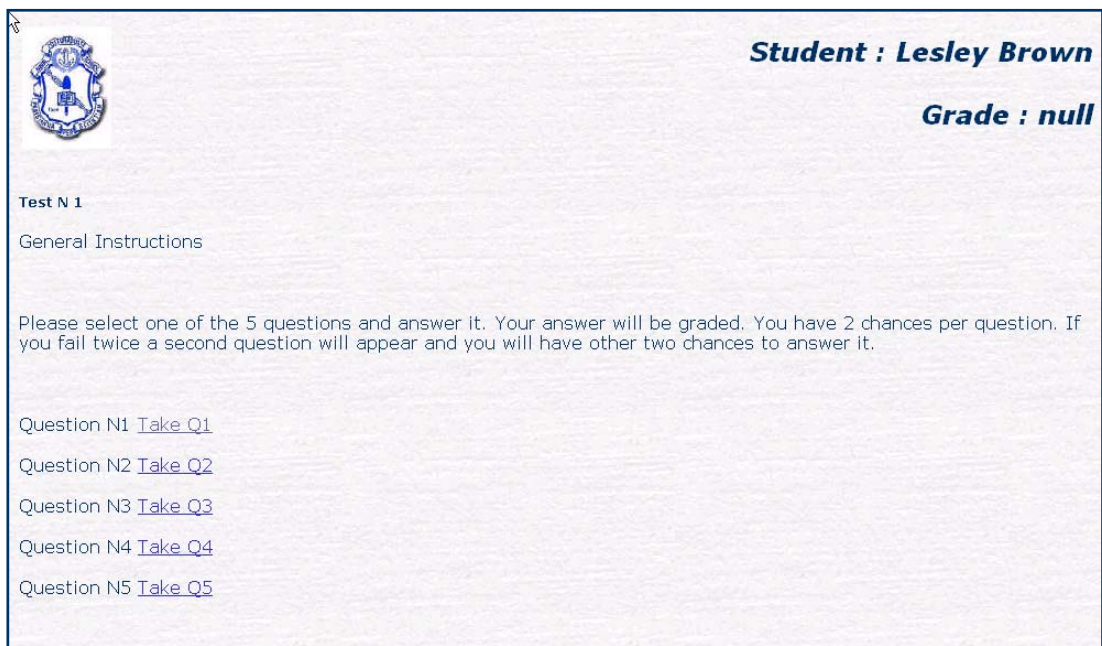 Student : Lesley Brown
Grade : null
Test N 1
General Instructions
Please select one of the 5 questions and answer it. Your answer will be graded. You have 2 chances per question. If
you fail twice a second question will appear and you will have other two chances to answer it.
Question N1 Take Q1
Question N2 Take Q2
Question N3 Take Q3
Question N4 Take Q4
Question N5 Take Q5